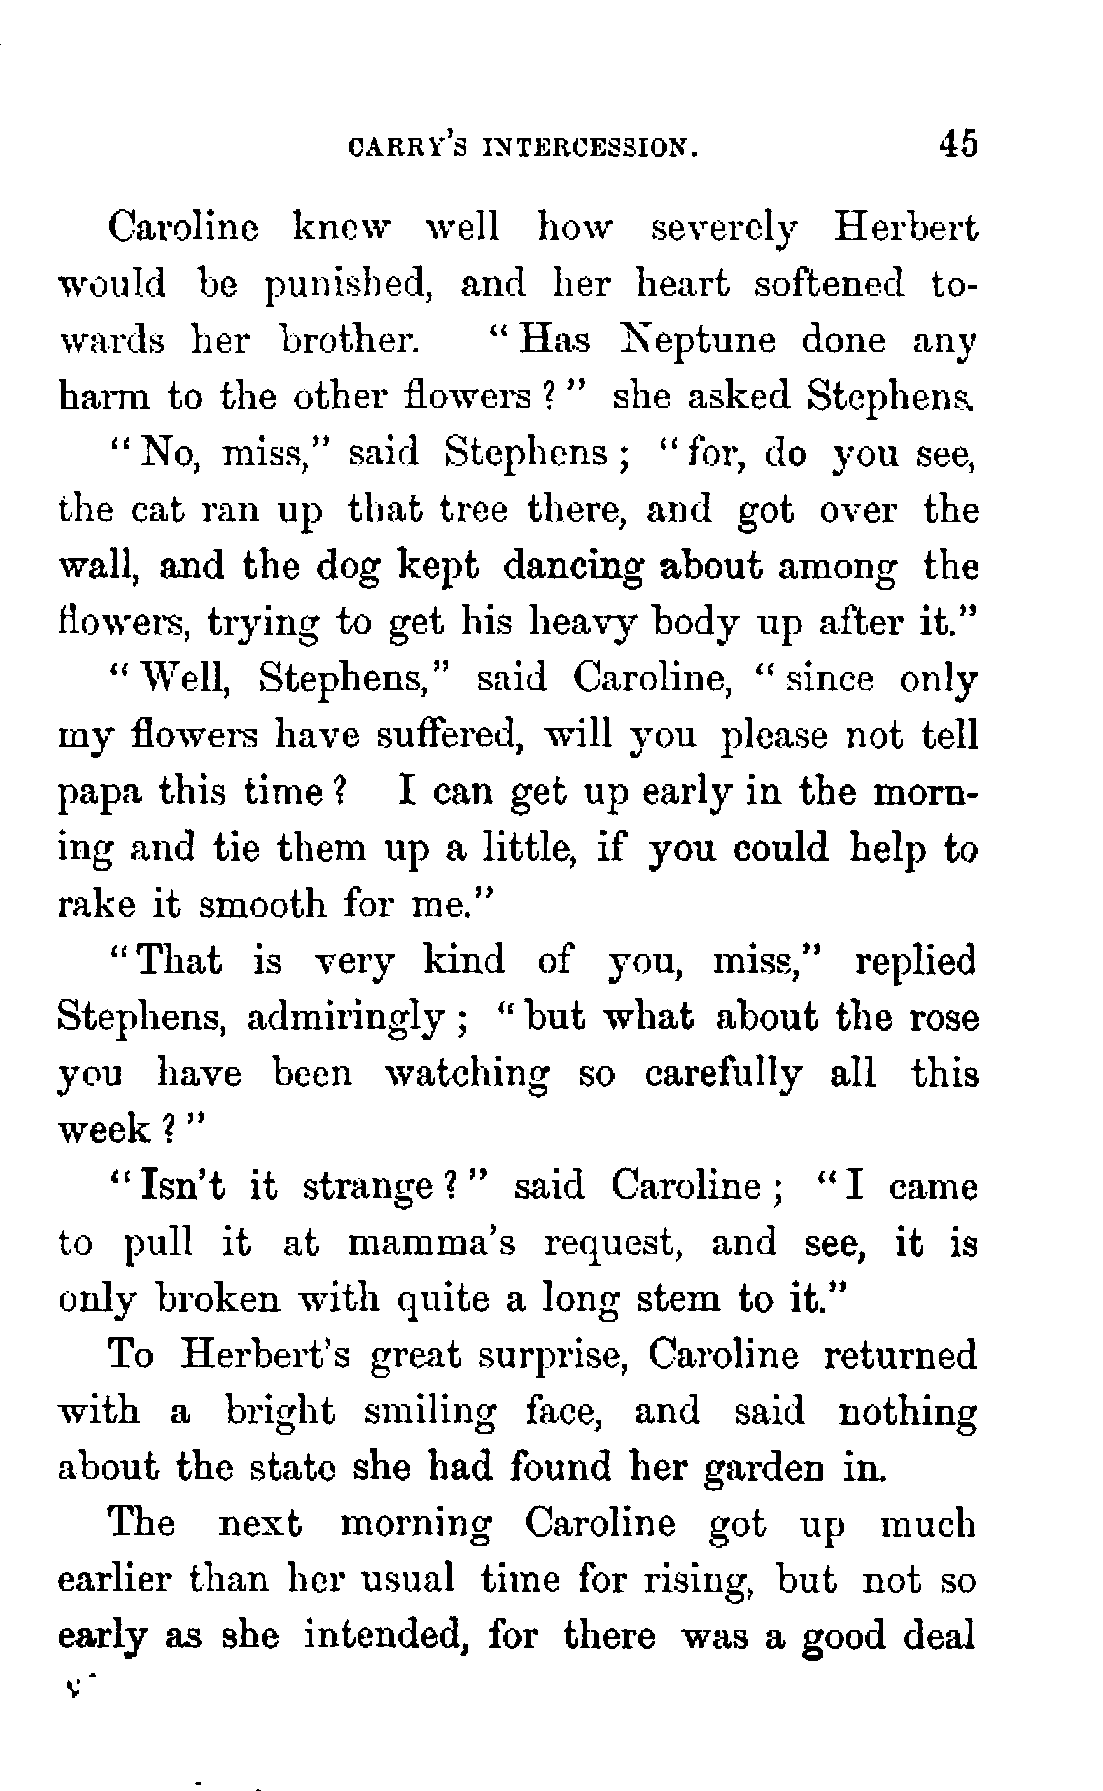 CARRY'S INTERCESSION. 45
Caroline knew well how severely Herbert
would be punished, and her heart softened to-
wards her brother. "Has Neptune done any
harm to the other flowers?" she asked Stephens.
"No, miss," said Stephens; "for, do you see,
the cat ran up that tree there, and got over the
wall, and the dog kept dancing about among the
flowers, trying to get his heavy body up after it."
"Well, Stephens," said Caroline, "since only
my flowers have suffered, will you please not tell
papa this time? I can get up early in the morn-
ing and tie them up a little, if you could help to
rake it smooth for me."
"That is very kind of you, miss," replied
Stephens, admiringly; "but what about the rose
you have been watching so carefully all this
week?"
"Isn't it strange?" said Caroline; "I came
to pull it at mamma's request, and see, it is
only broken with quite a long stem to it."
To Herbert's great surprise, Caroline returned
with a bright smiling face, and said nothing
about the state she had found her garden in.
The next morning Caroline got up much
earlier than her usual time for rising, but not so
early as she intended, for there was a good deal